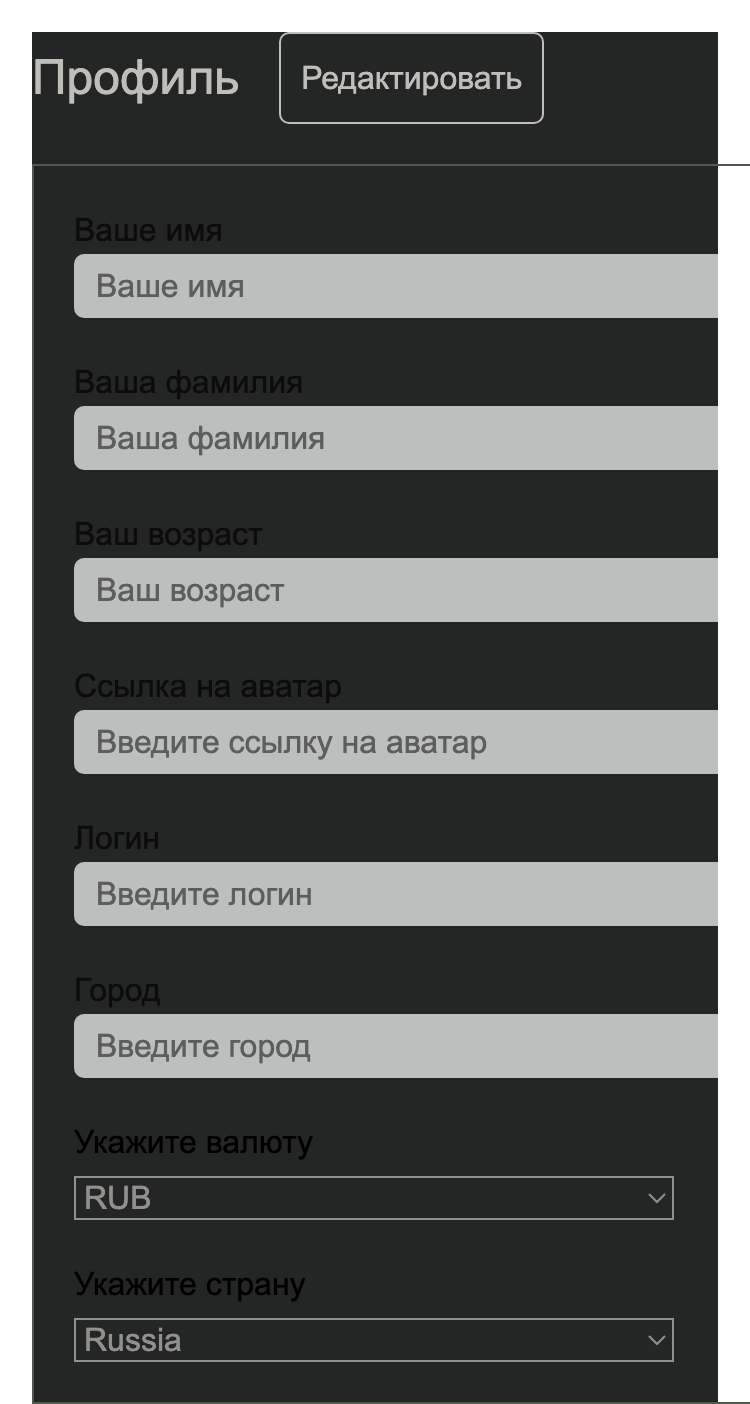 Профиль
Редактировать
Ваше имя
Ваше имя
Ваша фамилия
Ваша фамилия
Ваш возраст
Ваш возраст
Ссылка на аватар
Введите ссылку на аватар
Логин
Введите логин
Город
Введите город
Укажите валюту
RUB
Укажите страну
Russia